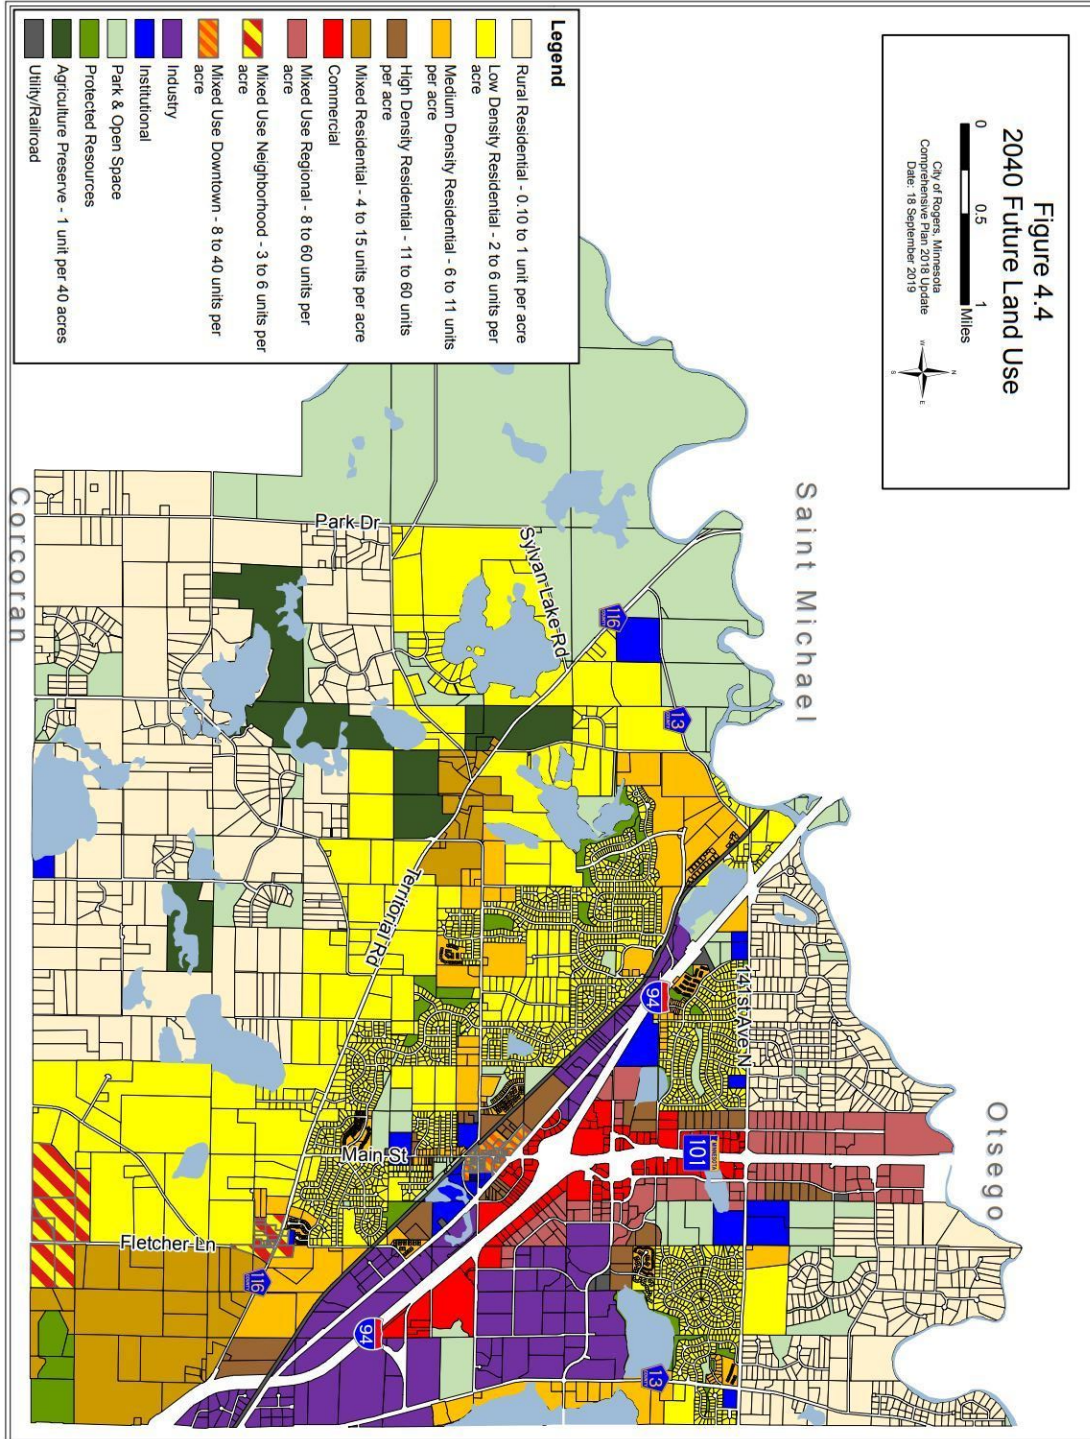 Figure 4.4
2040 Future Land Use
0 0.5 1
Miles
City of Rogers, Minnesota
Comprehensive Plan 2018 Update
Date: 18 September 2019
N
W
E
S
Legend
Rural Residential - 0.10 to 1 unit per acre
Low Density Residential - 2 to 6 units per
acre
Medium Density Residential - 6 to 11 units
per acre
High Density Residential - 11 to 60 units
per acre
Mixed Residential - 4 to 15 units per acre
Commercial
Mixed Use Regional - 8 to 60 units per
acre
Mixed Use Neighborhood - 3 to 6 units per
acre
Mixed Use Downtown - 8 to 40 units per
acre
Industry
Institutional
Park & Open Space
Protected Resources
Agriculture Preserve - 1 unit per 40 acres
Utility/Railroad
Saint Michael
Otsego
Corcoran
Park Dr
Sylvan Lake Rd
116
13
Territorial Rd
141st Ave N
94
MINNESOTA
101
Main St
Fletcher Ln
116
94
13